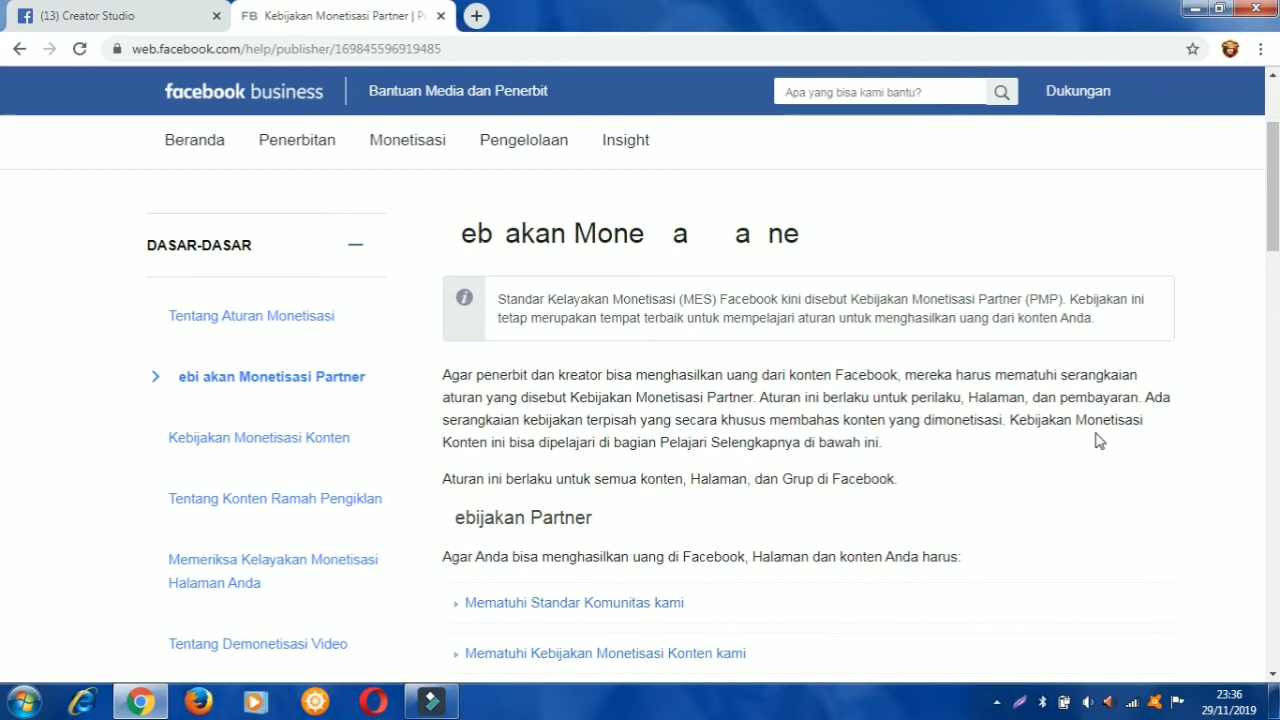 (13) Creator Studio
FB Kebijakan Monetisasi Partner | Pu
web.facebook.com/help/publisher/169845596919485
facebook business
Bantuan Media dan Penerbit
Apa yang bisa kami bantu?
Dukungan
Beranda Penerbitan Monetisasi Pengelolaan Insight
DASAR-DASAR
Tentang Aturan Monetisasi
ebi akan Monetisasi Partner
Kebijakan Monetisasi Konten
Tentang Konten Ramah Pengiklan
Memeriksa Kelayakan Monetisasi
Halaman Anda
Tentang Demonetisasi Video
eb akan Mone a a ne
Standar Kelayakan Monetisasi (MES) Facebook kini disebut Kebijakan Monetisasi Partner (PMP). Kebijakan ini
tetap merupakan tempat terbaik untuk mempelajari aturan untuk menghasilkan uang dari konten Anda.
Agar penerbit dan kreator bisa menghasilkan uang dari konten Facebook, mereka harus mematuhi serangkaian
aturan yang disebut Kebijakan Monetisasi Partner. Aturan ini berlaku untuk perilaku, Halaman, dan pembayaran. Ada
serangkaian kebijakan terpisah yang secara khusus membahas konten yang dimonetisasi. Kebijakan Monetisasi
Konten ini bisa dipelajari di bagian Pelajari Selengkapnya di bawah ini.
Aturan ini berlaku untuk semua konten, Halaman, dan Grup di Facebook.
ebijakan Partner
Agar Anda bisa menghasilkan uang di Facebook, Halaman dan konten Anda harus:
Mematuhi Standar Komunitas kami
Mematuhi Kebijakan Monetisasi Konten kami
23:36
29/11/2019